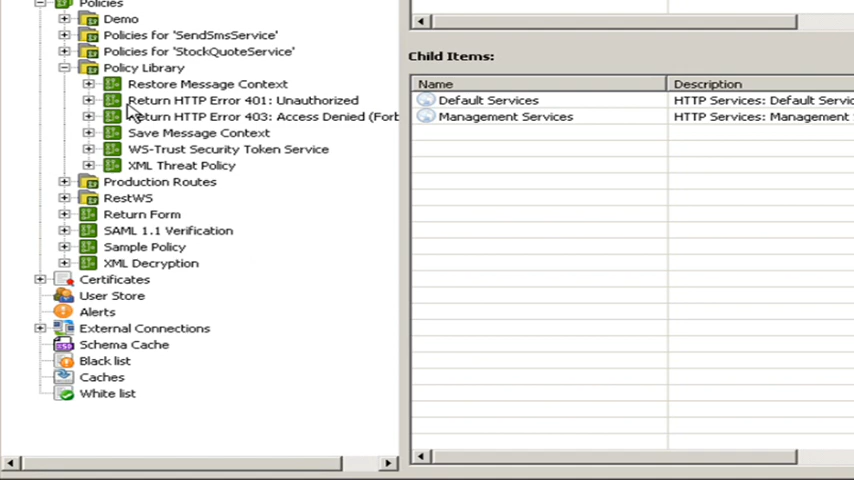 Policies
Demo
Policies for 'SendSmsService'
Policies for 'StockQuoteService'
Policy Library
Restore Message Context
Return HTTP Error 401: Unauthorized
Return HTTP Error 403: Access Denied (Forb
Save Message Context
WS-Trust Security Token Service
XML Threat Policy
Production Routes
RestWS
Return Form
SAML 1.1 Verification
Sample Policy
XML Decryption
Certificates
User Store
Alerts
External Connections
Schema Cache
Black list
Caches
White list
Child Items:
Name Description
Default Services HTTP Services: Default Servic
Management Services HTTP Services: Management